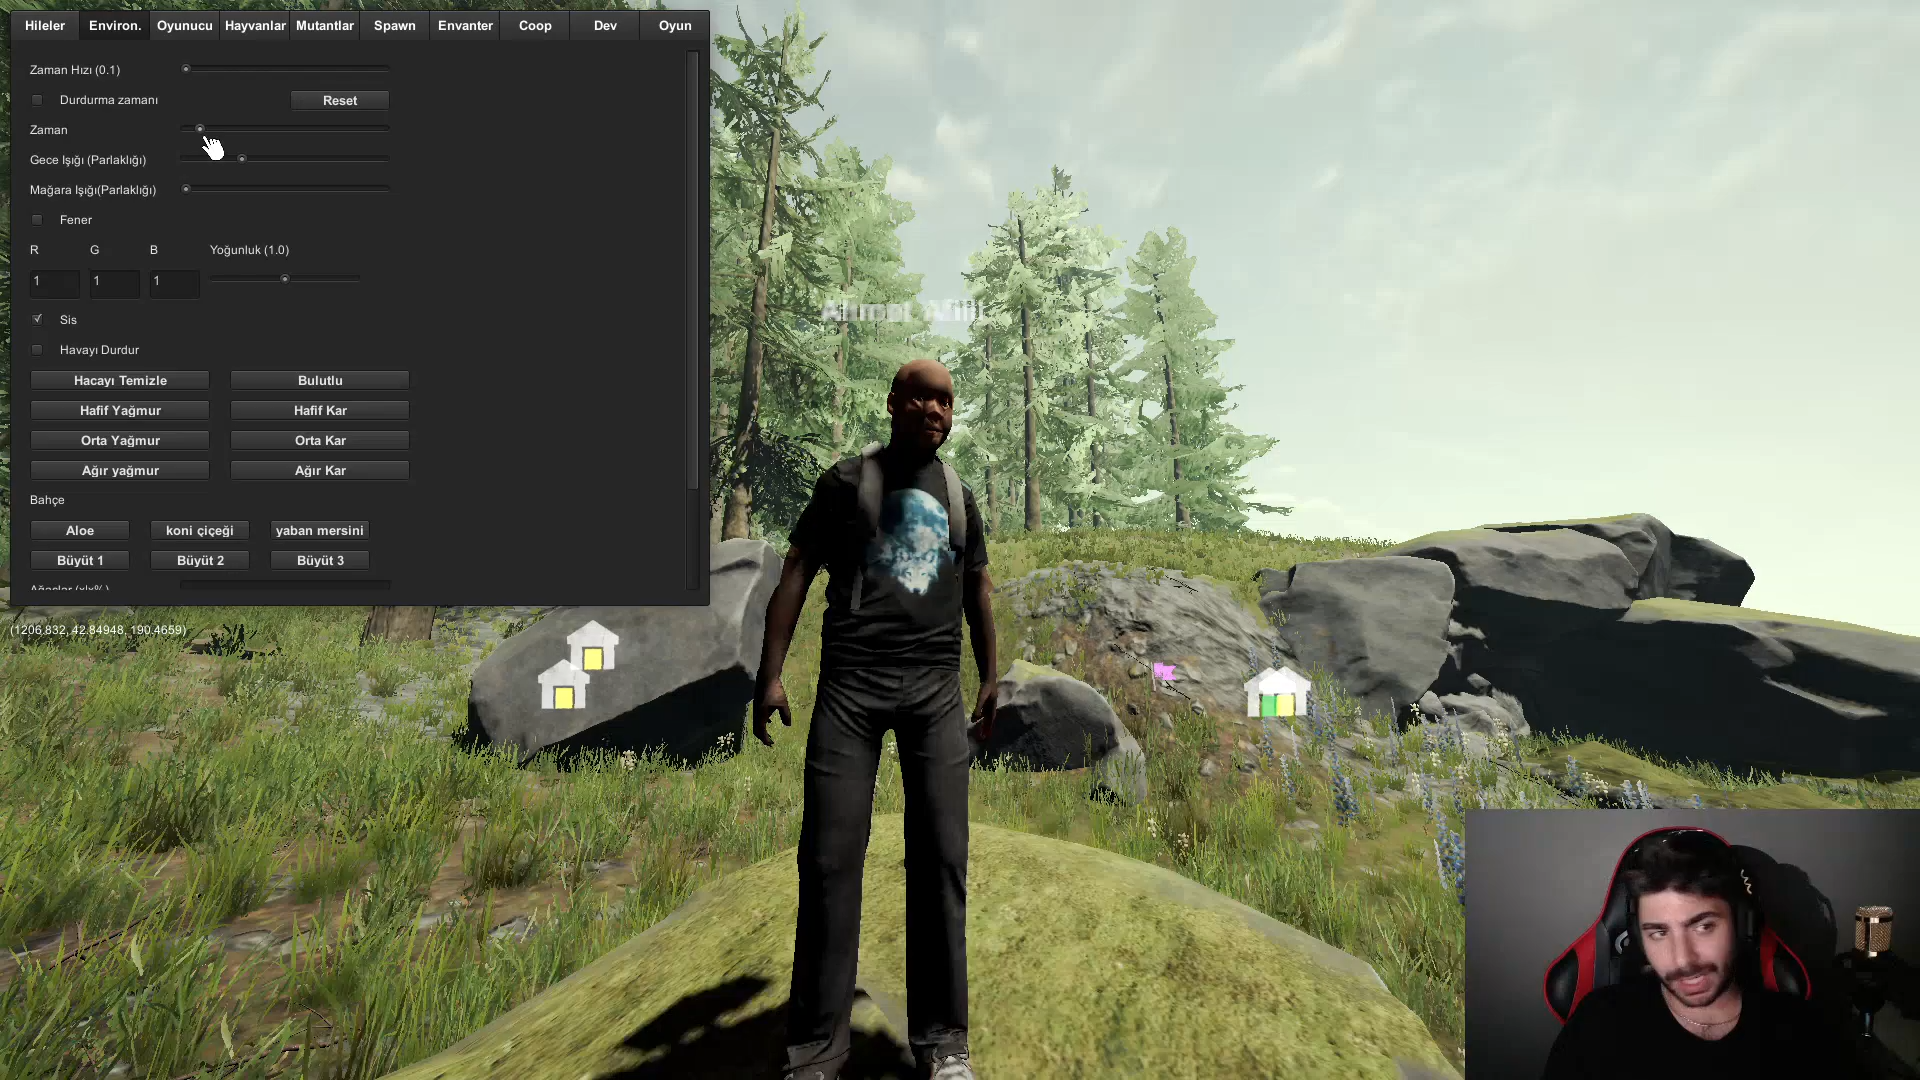 Hileler Environ. Oyunucu Hayvanlar Mutantlar Spawn Envanter Coop Dev Oyun
Zaman Hızı (0.1)
Durdurma zamanı Reset
Zaman
Gece Işığı (Parlaklığı)
Mağara Işığı(Parlaklığı)
Fener
R G B Yoğunluk (1.0)
1 1 1
Sis
Havayı Durdur
Hacayı Temizle Bulutlu
Hafif Yağmur Hafif Kar
Orta Yağmur Orta Kar
Ağır yağmur Ağır Kar
Bahçe
Aloe koni çiçeği yaban mersini
Büyüt 1 Büyüt 2 Büyüt 3
(1206.832, 42.84948, 190.4659)